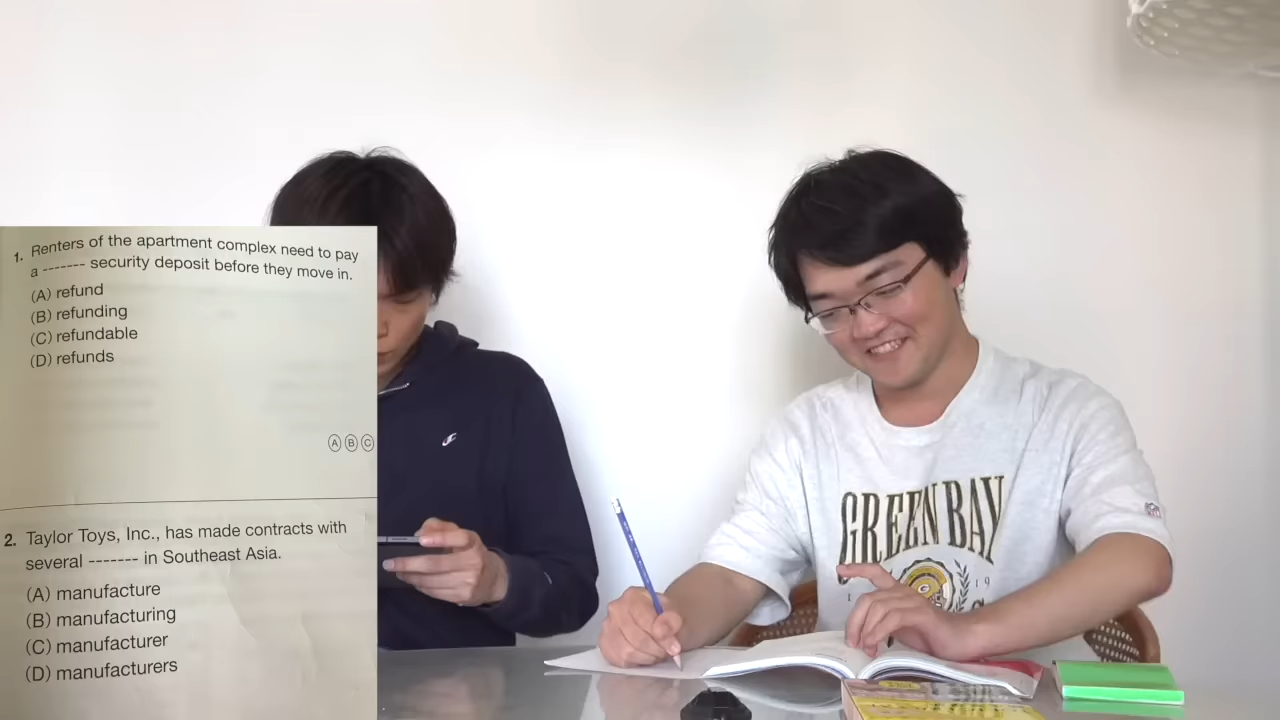 1. Renters of the apartment complex need to pay
a ------- security deposit before they move in.
(A) refund
(B) refunding
(C) refundable
(D) refunds
A B C
2. Taylor Toys, Inc., has made contracts with
several ------- in Southeast Asia.
(A) manufacture
(B) manufacturing
(C) manufacturer
(D) manufacturers
GREEN BAY
19